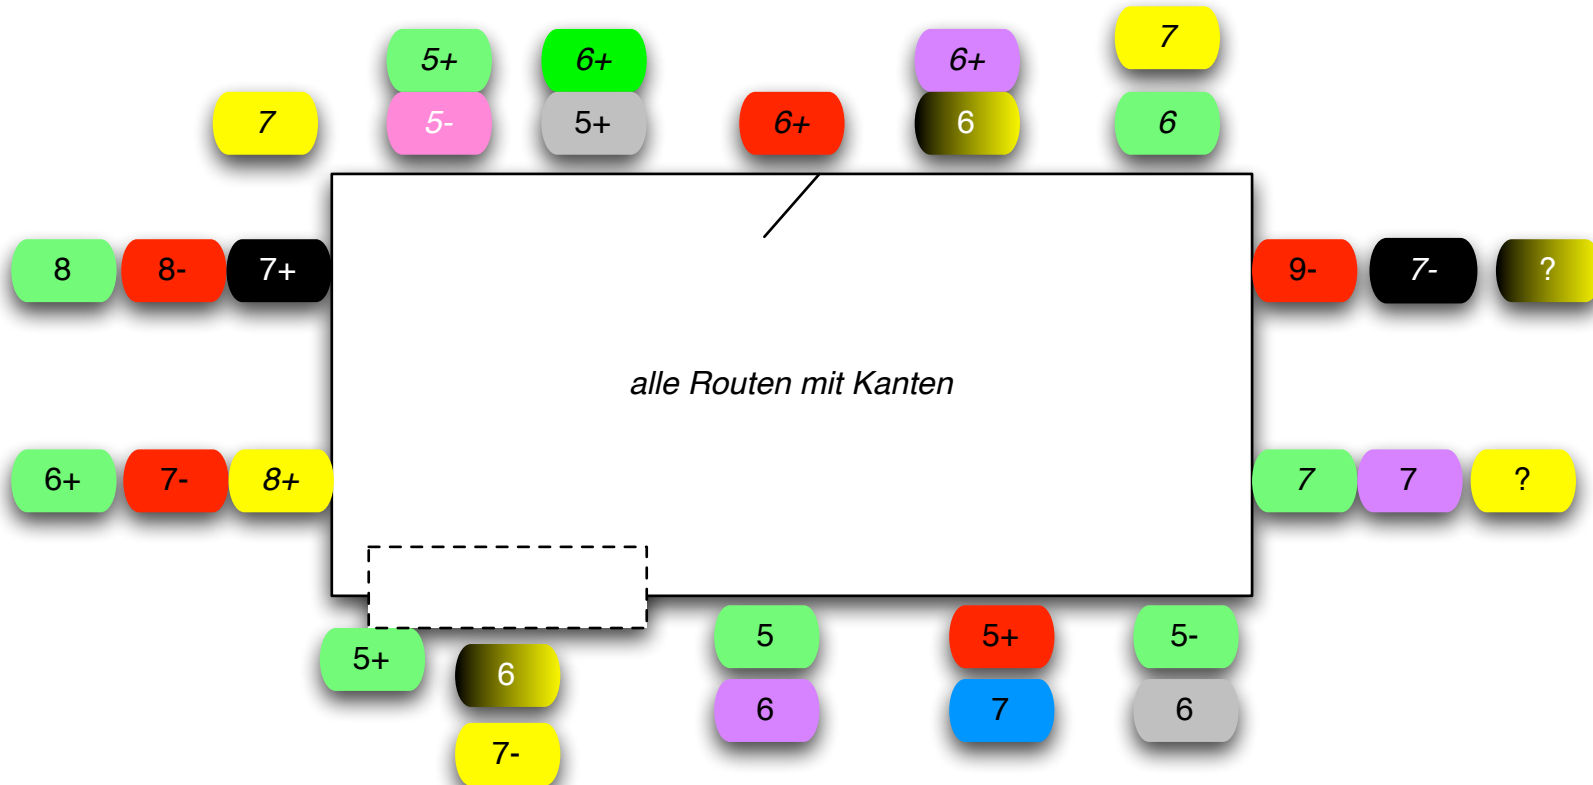 7
5+ 6+ 6+
7 5- 5+ 6+ 6 6
8 8- 7+ 9- 7- ?
alle Routen mit Kanten
6+ 7- 8+ 7 7 ?
5 5+ 5-
5+ 6
6 7 6
7-